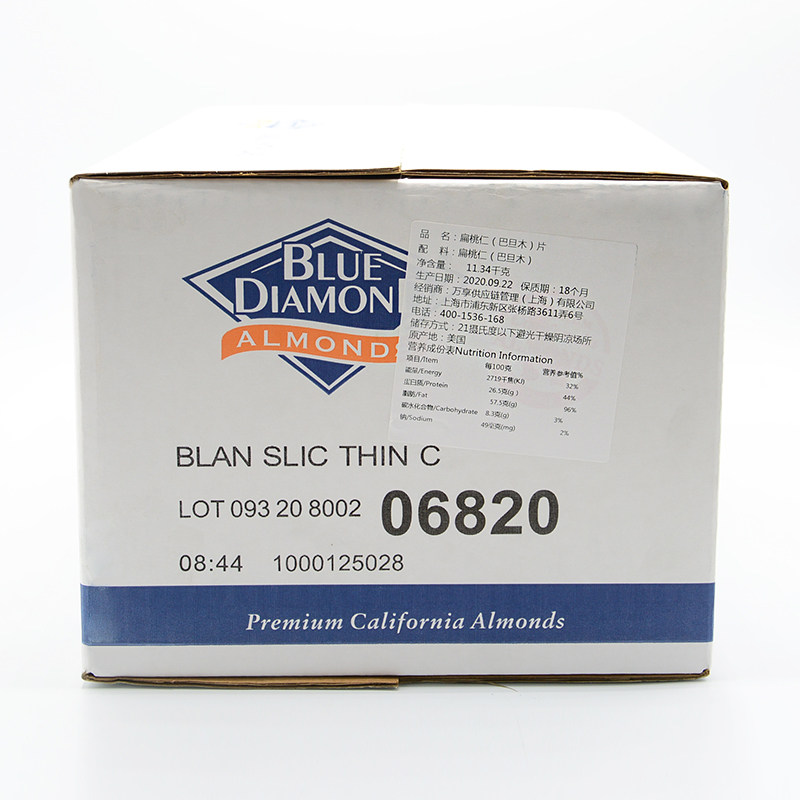 BLUE
DIAMOND
ALMONDS
品 名：扁桃仁（巴旦木）片
配 料：扁桃仁（巴旦木）
净含量： 11.34千克
生产日期：2020.09.22 保质期：18个月
经销商：万享供应链管理（上海）有限公司
地址：上海市浦东新区张杨路3611弄6号
电话：400-1536-168
储存方式：21摄氏度以下避光干燥阴凉场所
原产地：美国
营养成份表Nutrition Information
项目/Item 每100克 营养参考值%
能量/Energy 2719千焦(KJ) 32%
蛋白质/Protein 26.5克(g) 44%
脂肪/Fat 57.5克(g) 96%
碳水化合物/Carbohydrate 8.3克(g) 3%
钠/Sodium 49毫克(mg) 2%
BLAN SLIC THIN C
LOT 093 20 8002 06820
08:44 1000125028
Premium California Almonds